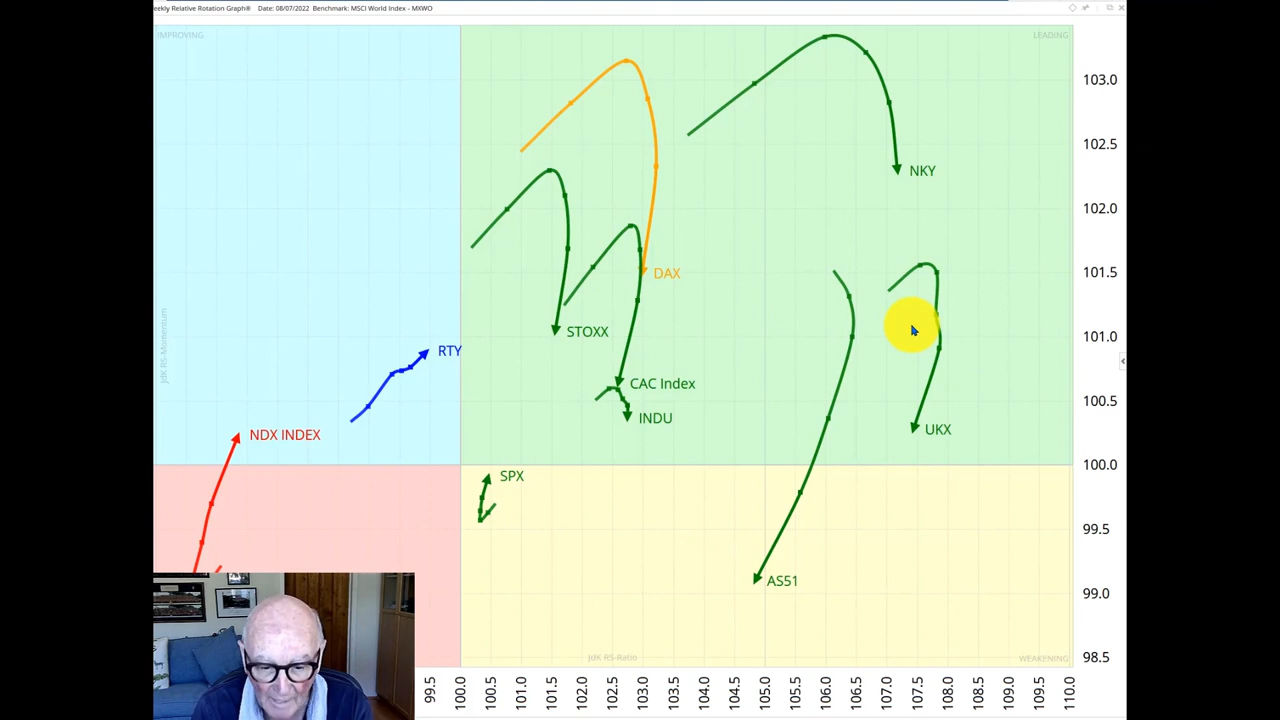 eekly Relative Rotation Graph® Date: 08/07/2022 Benchmark: MSCI World Index - MXWO
IMPROVING
LEADING
103.0
NKY
102.5
102.0
DAX
101.5
STOXX
101.0
JdK RS-Momentum
RTY
CAC Index
100.5
INDU
NDX INDEX
UKX
100.0
SPX
99.5
AS51
99.0
JdK RS-Ratio
WEAKENING
98.5
99.5 100.0 100.5 101.0 101.5 102.0 102.5 103.0 103.5 104.0 104.5 105.0 105.5 106.0 106.5 107.0 107.5 108.0 108.5 109.0 109.5 110.0